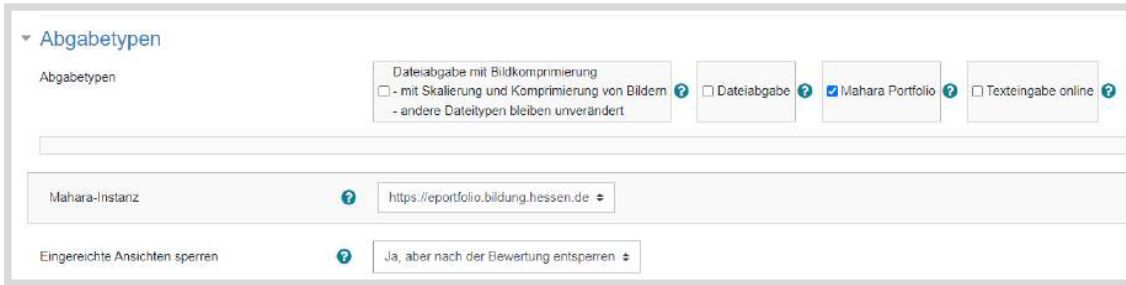 Abgabetypen
Abgabetypen
Dateiabgabe mit Bildkomprimierung
- mit Skalierung und Komprimierung von Bildern
- andere Dateitypen bleiben unverändert
Dateiabgabe
Mahara Portfolio
Texteingabe online
Mahara-Instanz
https://eportfolio.bildung.hessen.de
Eingereichte Ansichten sperren
Ja, aber nach der Bewertung entsperren